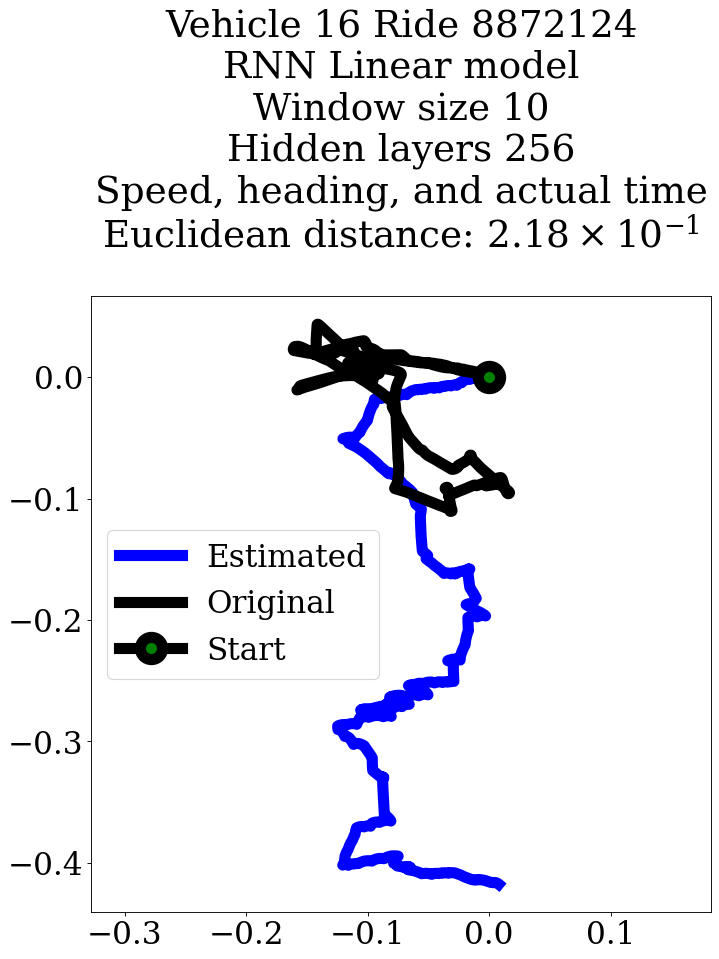 Vehicle 16 Ride 8872124
RNN Linear model
Window size 10
Hidden layers 256
Speed, heading, and actual time
Euclidean distance: 2.18 × 10⁻¹
0.0
−0.1
−0.2
−0.3
−0.4
Estimated
Original
Start
−0.3 −0.2 −0.1 0.0 0.1